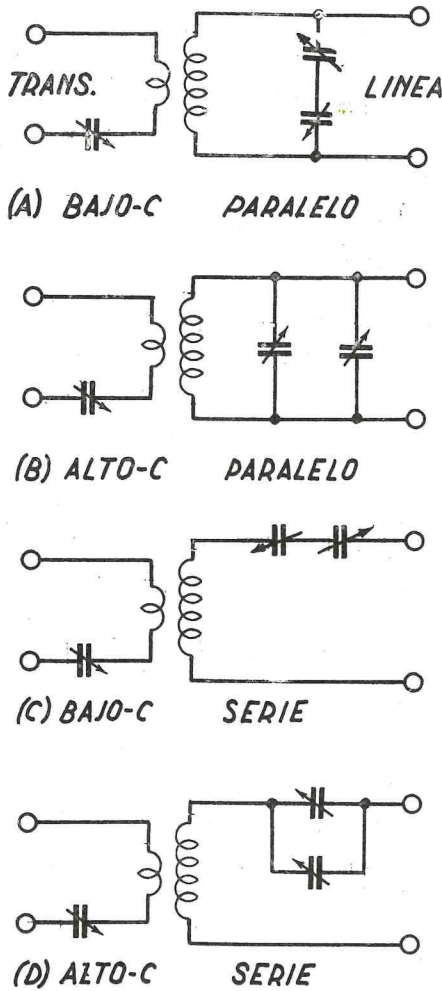 TRANS. LINEA
(A) BAJO-C PARALELO
(B) ALTO-C PARALELO
(C) BAJO-C SERIE
(D) ALTO-C SERIE